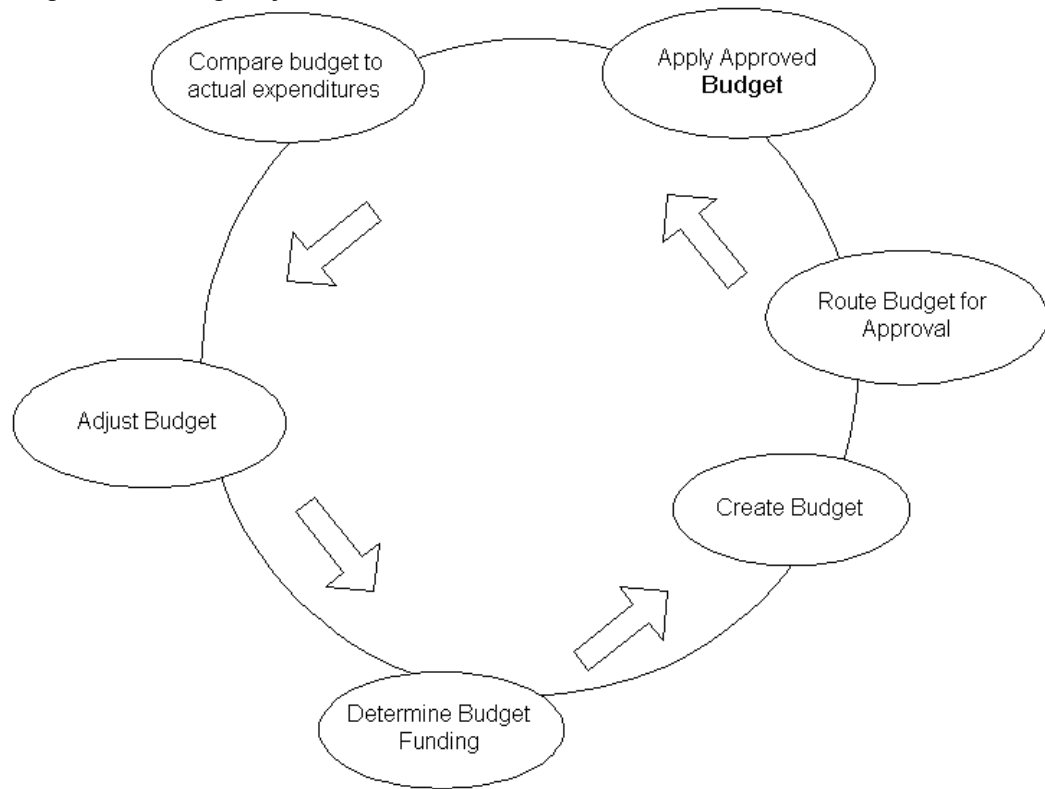 Compare budget to
actual expenditures
Apply Approved
Budget
Route Budget for
Approval
Adjust Budget
Create Budget
Determine Budget
Funding